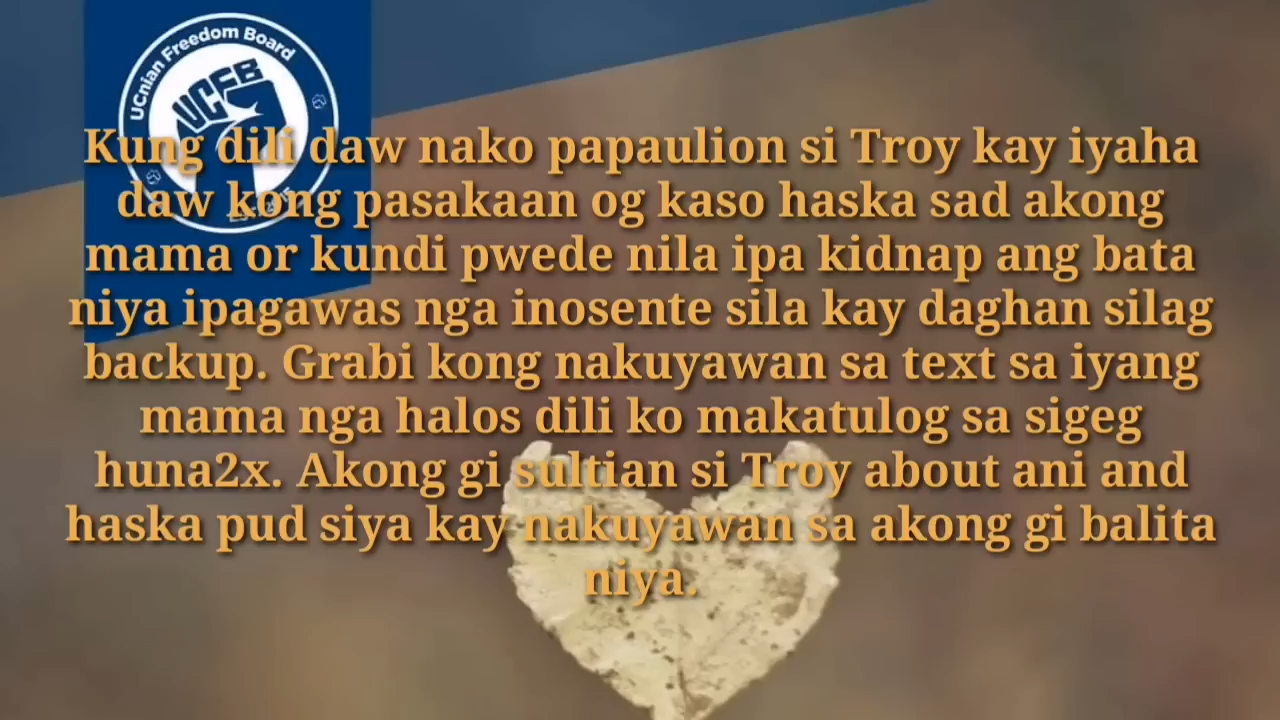 UCnian Freedom Board
UCFB
Kung dili daw nako papaulion si Troy kay iyaha
daw kong pasakaan og kaso haska sad akong
mama or kundi pwede nila ipa kidnap ang bata
niya ipagawas nga inosente sila kay daghan silag
backup. Grabi kong nakuyawan sa text sa iyang
mama nga halos dili ko makatulog sa sigeg
huna2x. Akong gi sultian si Troy about ani and
haska pud siya kay nakuyawan sa akong gi balita
niya.